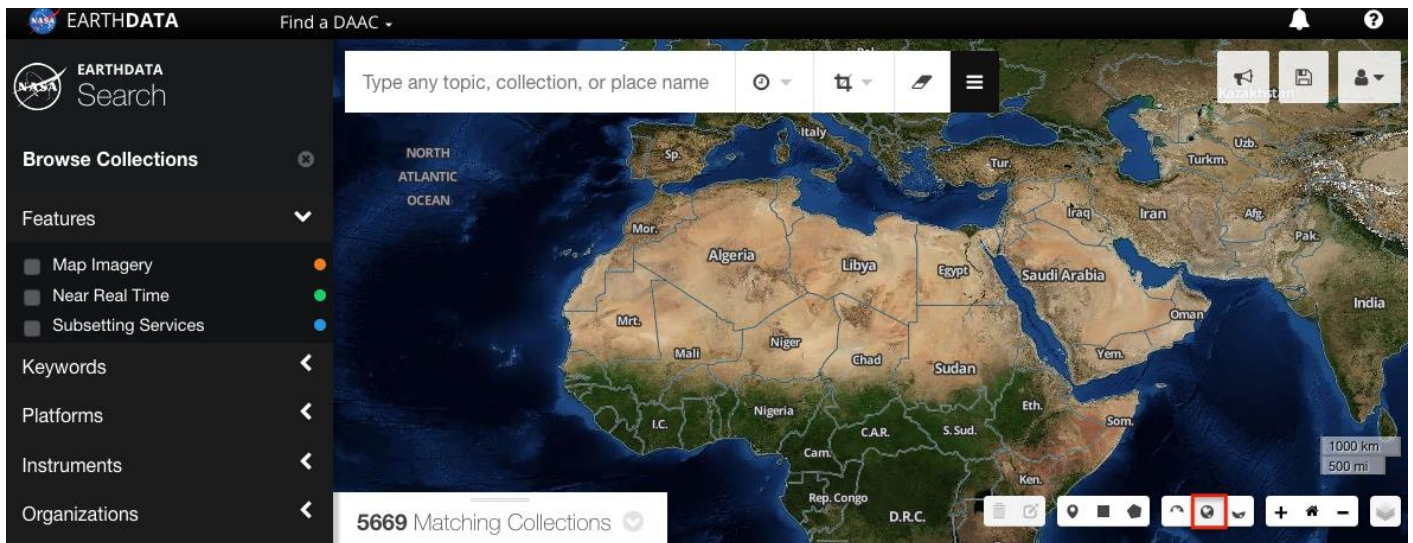 NASA EARTHDATA
Find a DAAC
NASA EARTHDATA
Search
Type any topic, collection, or place name
Browse Collections
Features
Map Imagery
Near Real Time
Subsetting Services
Keywords
Platforms
Instruments
Organizations
Kazakhstan
NORTH
ATLANTIC
OCEAN
Italy
Sp.
Tur.
Uzb.
Turkm.
Mor.
Algeria
Libya
Egypt
Iraq
Iran
Afg.
Pak.
Saudi Arabia
India
Oman
Mrt.
Mali
Niger
Chad
Sudan
Yem.
I.C.
Nigeria
Cam.
C.A.R.
S. Sud.
Eth.
Som.
Ken.
Rep. Congo
D.R.C.
1000 km
500 mi
5669 Matching Collections